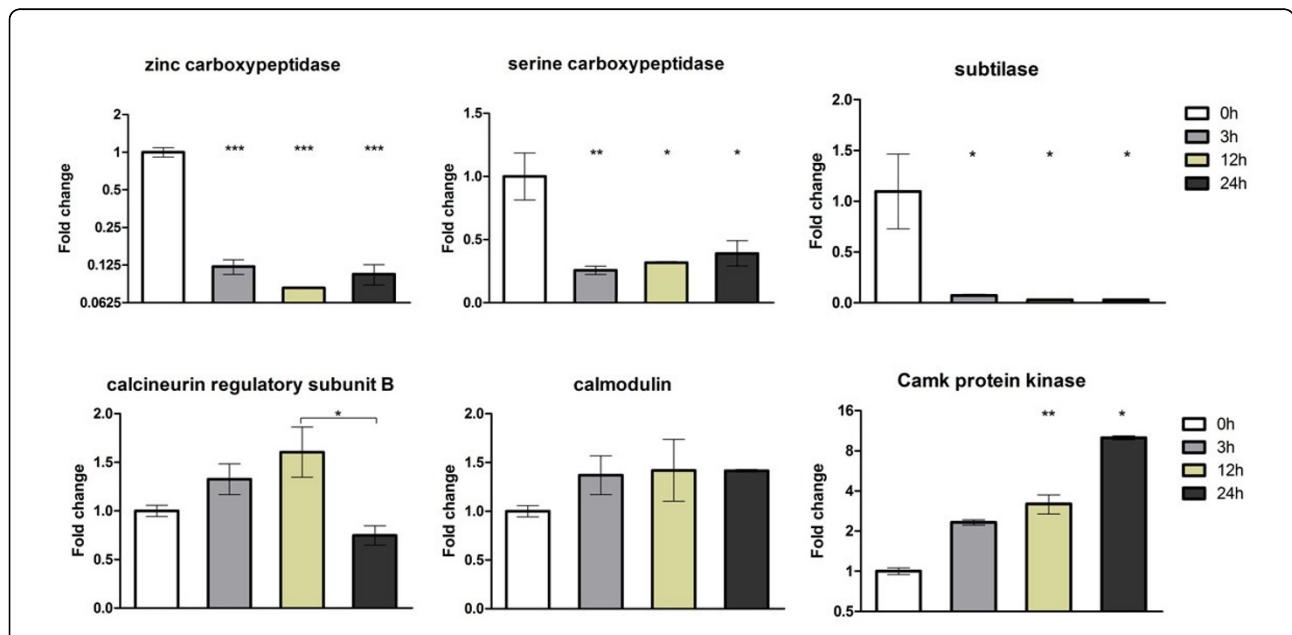 zinc carboxypeptidase
Fold change
2
1
0.5
0.25
0.125
0.0625
*** *** ***
serine carboxypeptidase
Fold change
1.5
1.0
0.5
0.0
** * *
subtilase
Fold change
2.0
1.5
1.0
0.5
0.0
* * *
0h
3h
12h
24h
calcineurin regulatory subunit B
Fold change
2.0
1.5
1.0
0.5
0.0
*
calmodulin
Fold change
2.0
1.5
1.0
0.5
0.0
Camk protein kinase
Fold change
16
8
4
2
1
0.5
** *
0h
3h
12h
24h